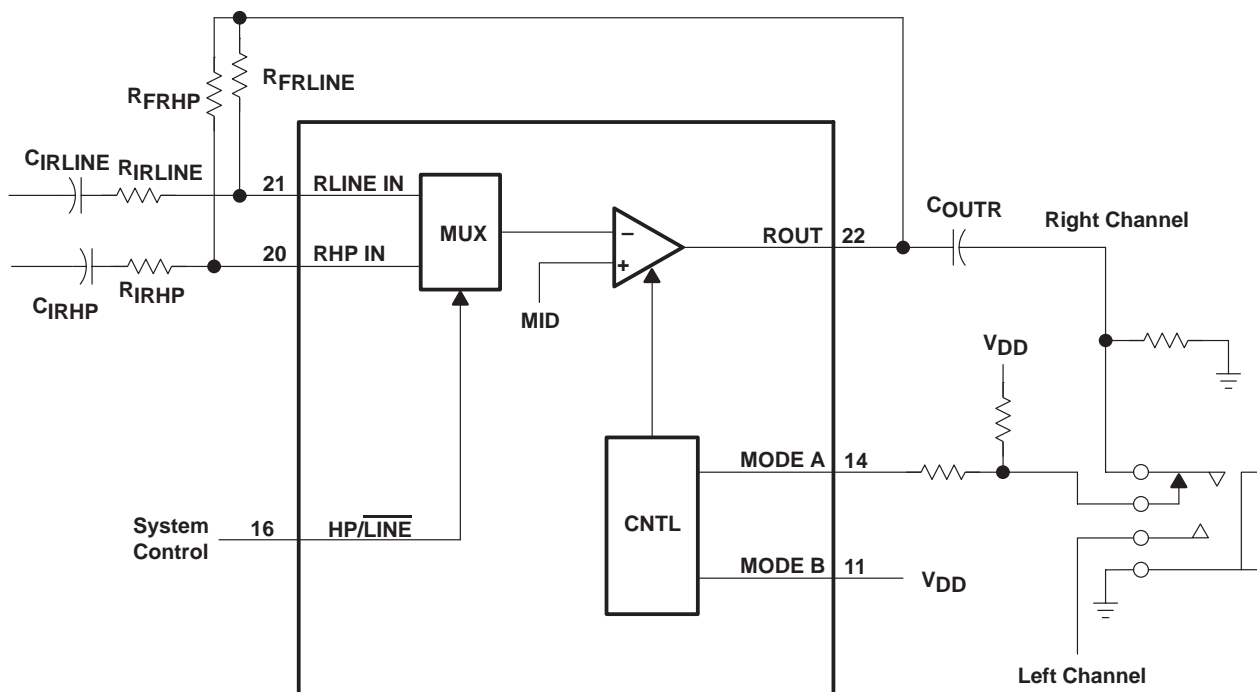 RFRHP
RFRLINE
CIRLINE
RIRLINE
21
RLINE IN
20
RHP IN
CIRHP
RIRHP
MUX
–
+
MID
ROUT
22
COUTR
Right Channel
VDD
MODE A
14
CNTL
System
Control
16
HP/LINE
MODE B
11
VDD
Left Channel